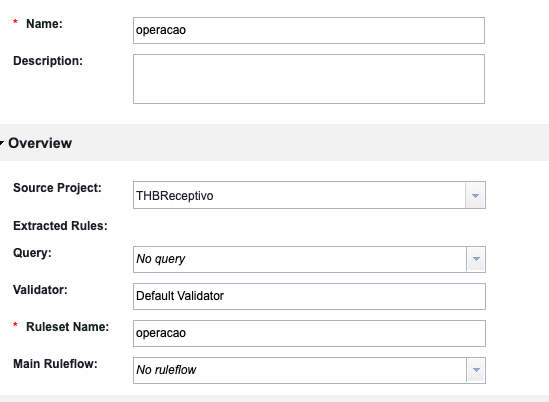 * Name: operacao
Description:
Overview
Source Project: THBReceptivo
Extracted Rules:
Query: No query
Validator: Default Validator
* Ruleset Name: operacao
Main Ruleflow: No ruleflow